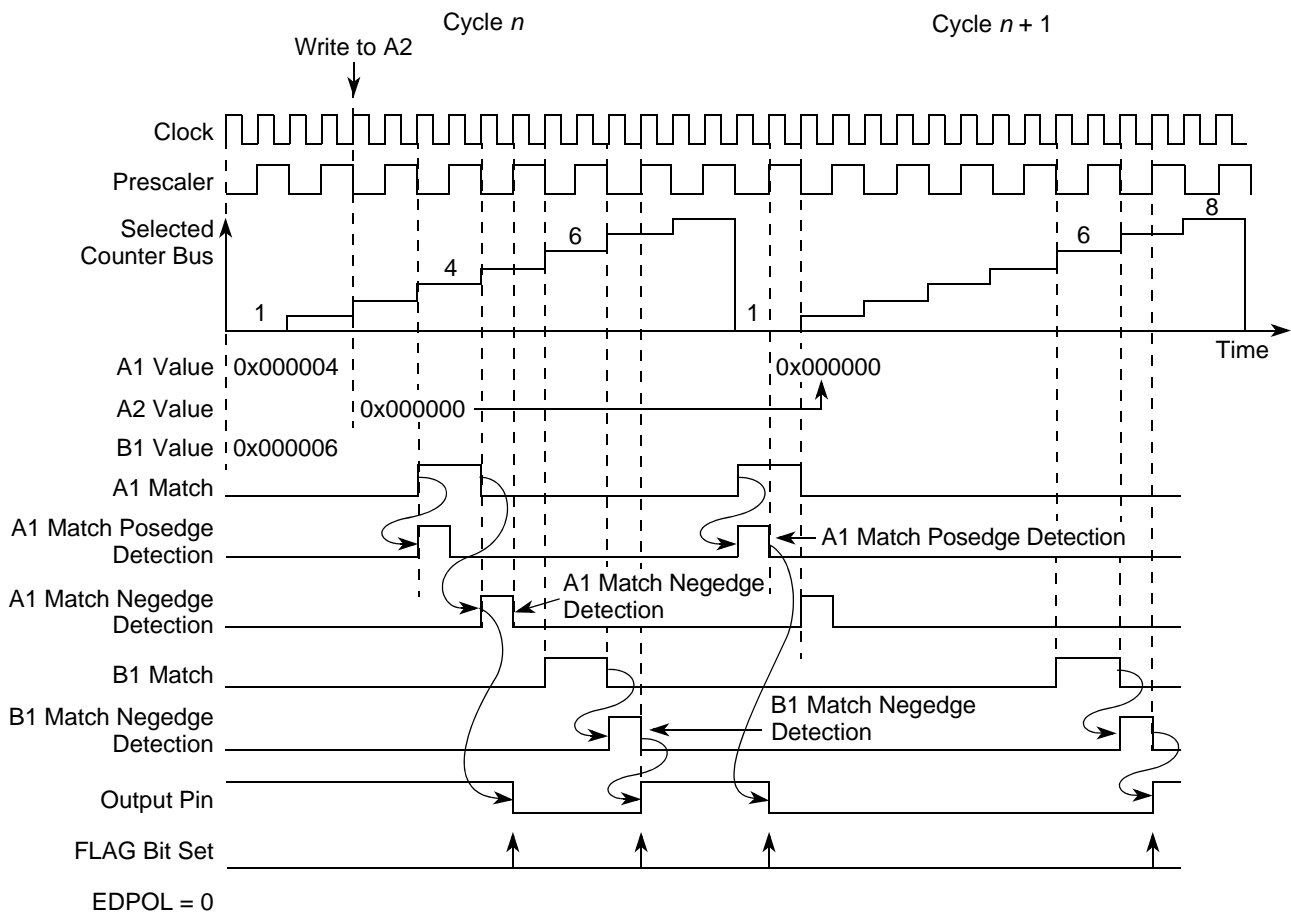 Cycle n
Cycle n + 1
Write to A2
Clock
Prescaler
Selected
Counter Bus
1
4
6
1
6
8
Time
A1 Value
0x000004
0x000000
A2 Value
0x000000
B1 Value
0x000006
A1 Match
A1 Match Posedge
Detection
A1 Match Posedge Detection
A1 Match Negedge
Detection
A1 Match Negedge
Detection
B1 Match
B1 Match Negedge
Detection
B1 Match Negedge
Detection
Output Pin
FLAG Bit Set
EDPOL = 0